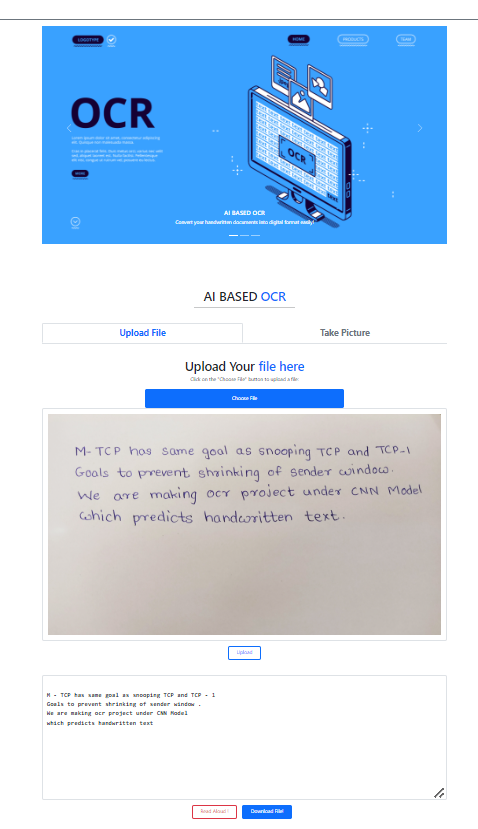 LOGOTYPE
HOME
PRODUCTS
TEAM
OCR
OCR
AI BASED OCR
Convert your handwritten documents into digital format easily!
AI BASED OCR
Upload File
Take Picture
Upload Your file here
Click on the "Choose File" button to upload a file:
Choose File
M-TCP has same goal as snooping TCP and TCP-1
Goals to prevent shrinking of sender window.
We are making ocr project under CNN Model
which predicts handwritten text.
Upload
M - TCP has same goal as snooping TCP and TCP - 1
Goals to prevent shrinking of sender window .
We are making ocr project under CNN Model
which predicts handwritten text
Read Aloud !
Download File!